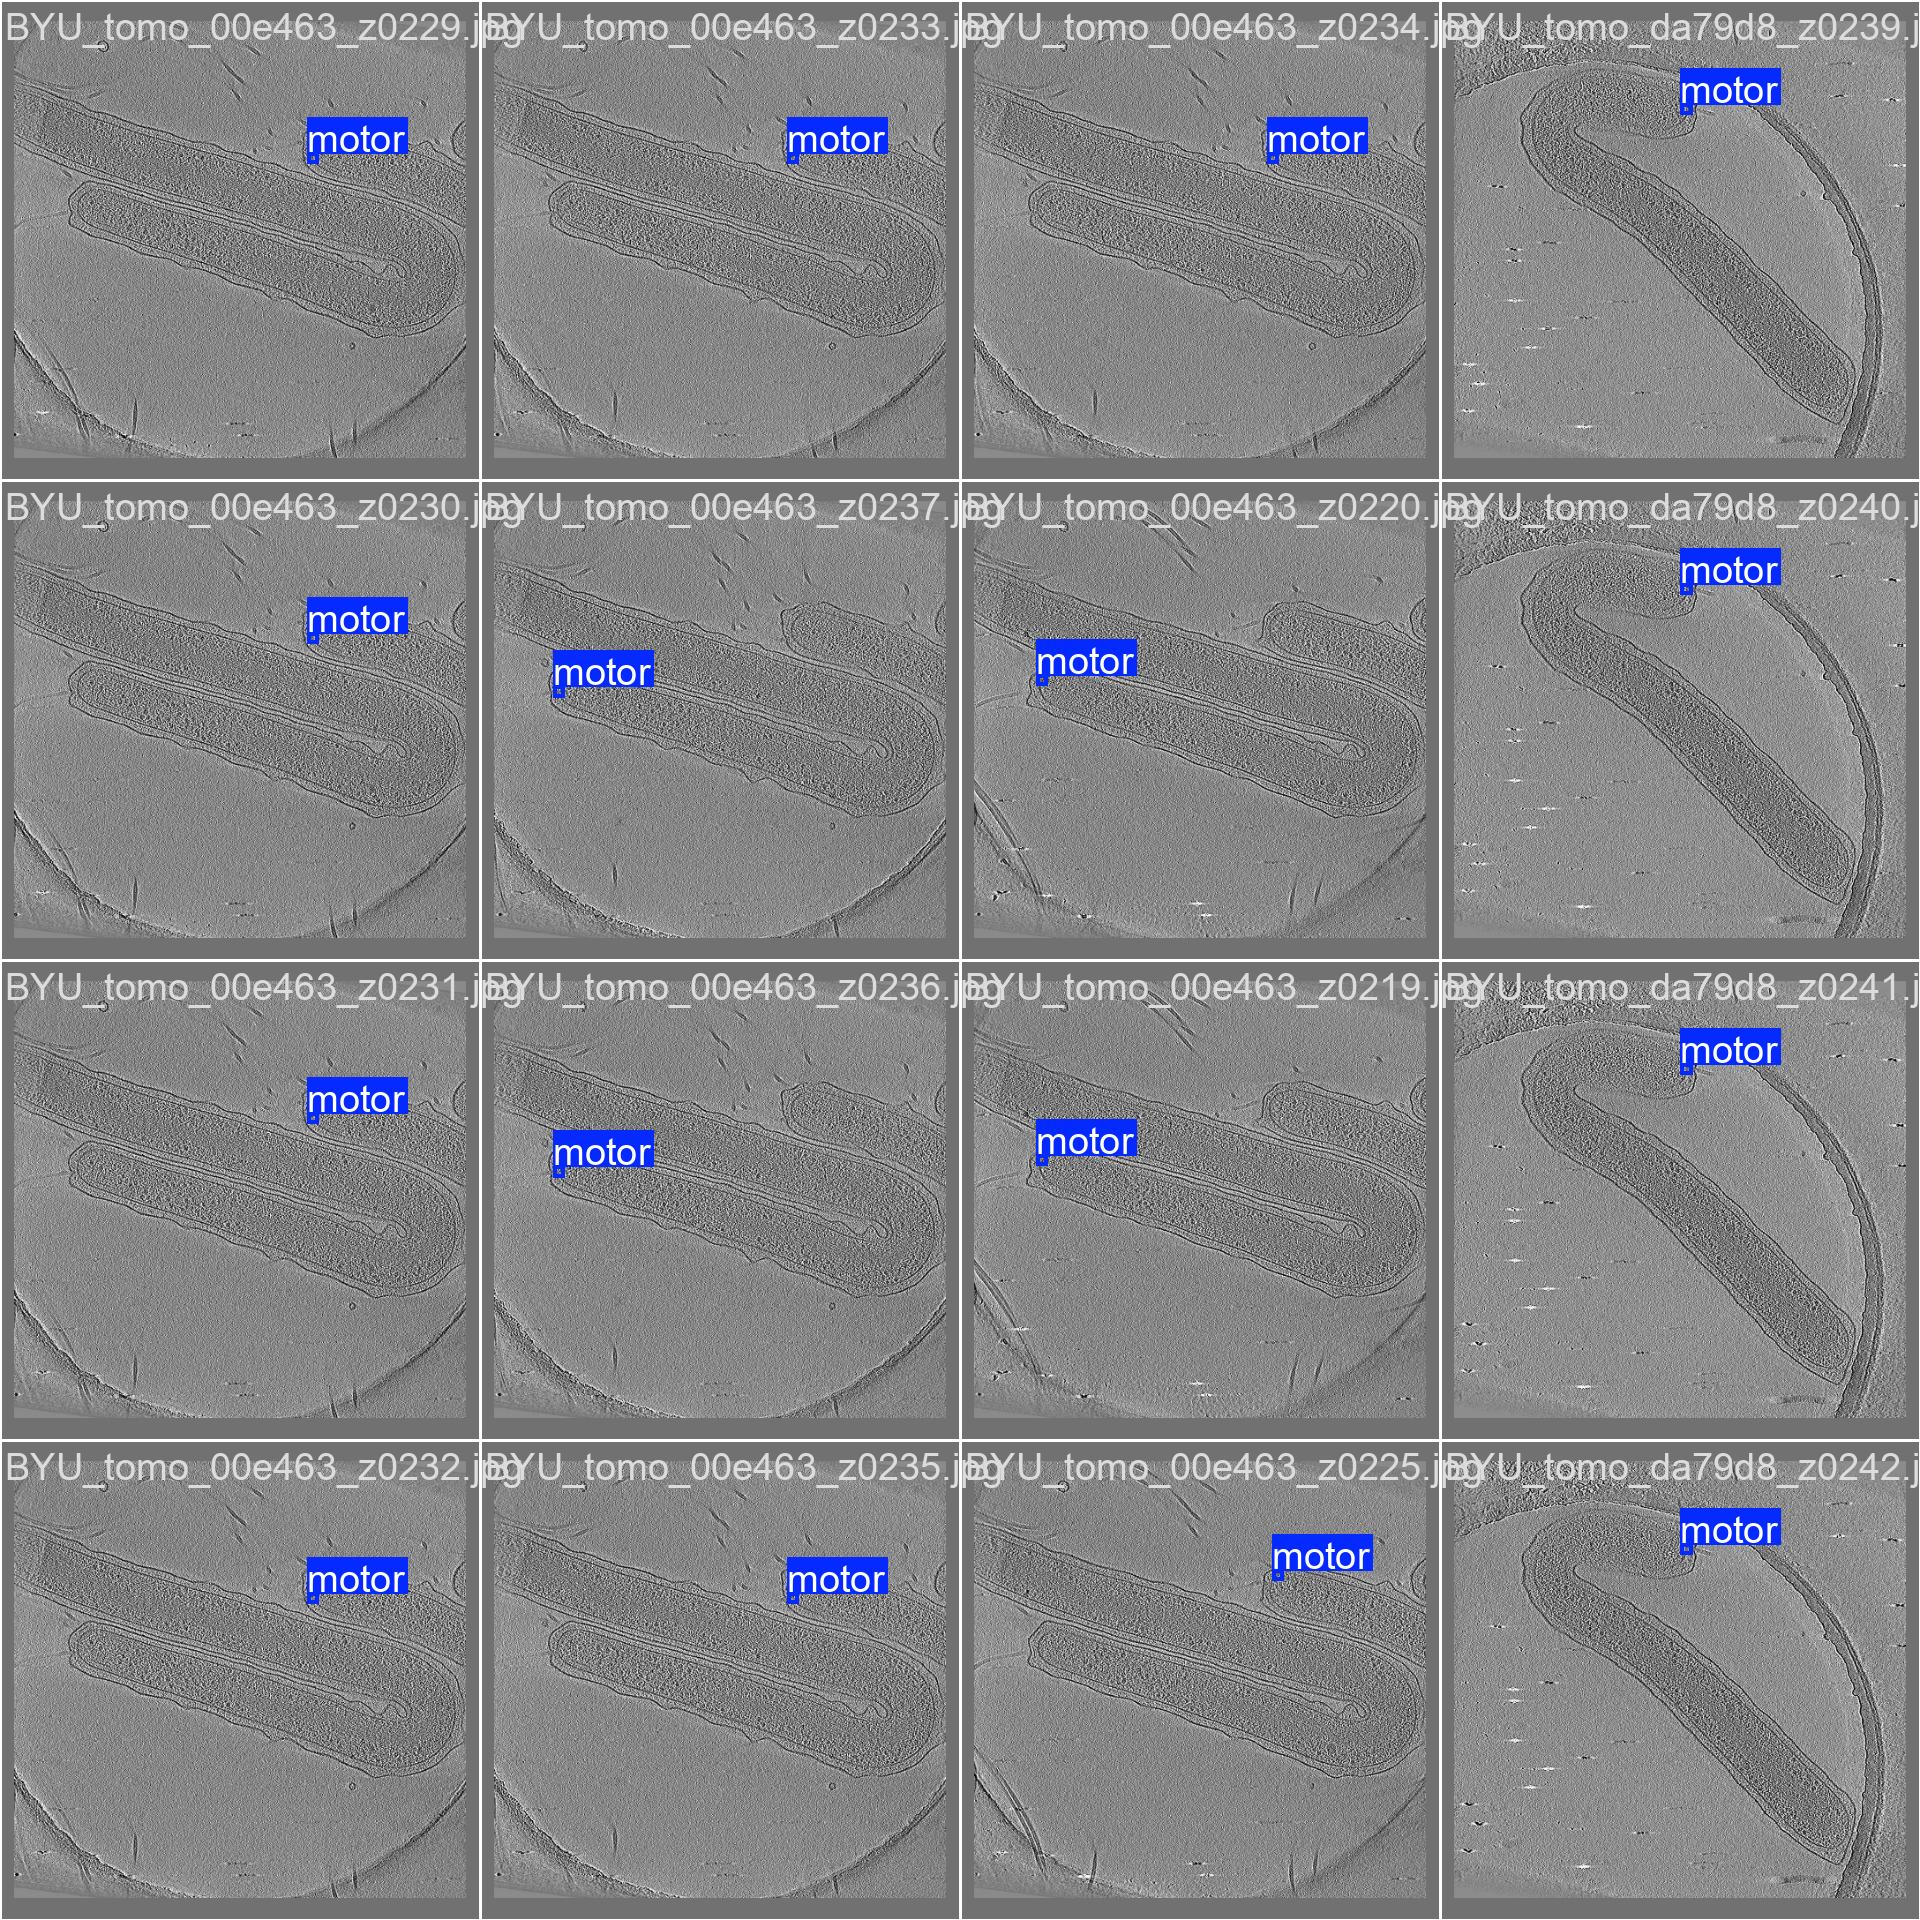 BYU_tomo_00e463_z0229.jpg
BYU_tomo_00e463_z0233.jpg
BYU_tomo_00e463_z0234.jpg
BYU_tomo_da79d8_z0239.j
motor
motor
motor
motor
BYU_tomo_00e463_z0230.jpg
BYU_tomo_00e463_z0237.jpg
BYU_tomo_00e463_z0220.jpg
BYU_tomo_da79d8_z0240.j
motor
motor
motor
motor
BYU_tomo_00e463_z0231.jpg
BYU_tomo_00e463_z0236.jpg
BYU_tomo_00e463_z0219.jpg
BYU_tomo_da79d8_z0241.j
motor
motor
motor
motor
BYU_tomo_00e463_z0232.jpg
BYU_tomo_00e463_z0235.jpg
BYU_tomo_00e463_z0225.jpg
BYU_tomo_da79d8_z0242.j
motor
motor
motor
motor